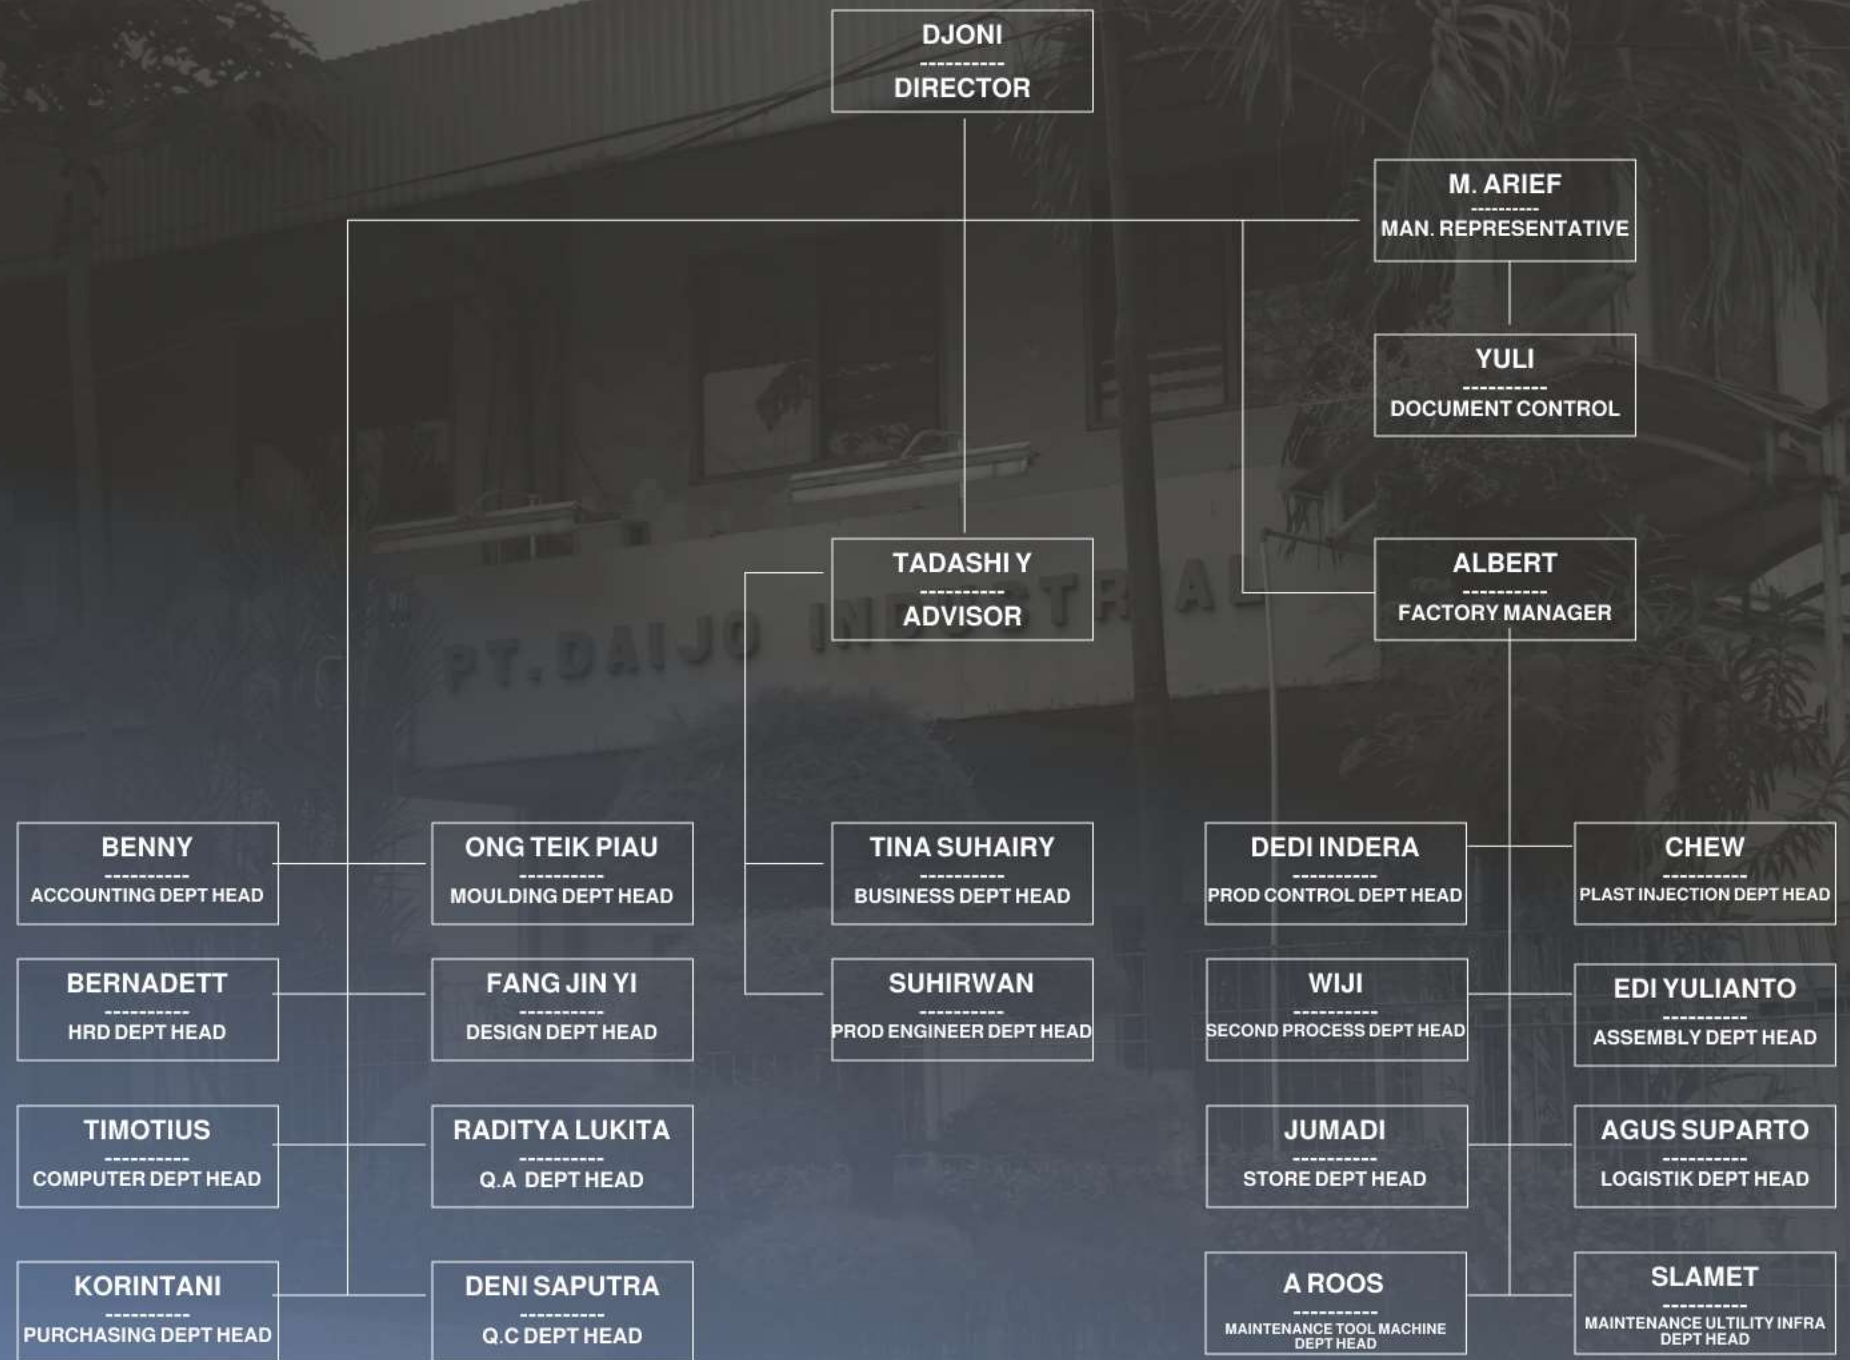 DJONI
----------
DIRECTOR
M. ARIEF
----------
MAN. REPRESENTATIVE
YULI
----------
DOCUMENT CONTROL
TADASHI Y
----------
ADVISOR
ALBERT
----------
FACTORY MANAGER
PT. DAIJO INDUSTRIAL
BENNY
----------
ACCOUNTING DEPT HEAD
ONG TEIK PIAU
----------
MOULDING DEPT HEAD
TINA SUHAIRY
----------
BUSINESS DEPT HEAD
DEDI INDERA
----------
PROD CONTROL DEPT HEAD
CHEW
----------
PLAST INJECTION DEPT HEAD
BERNADETT
----------
HRD DEPT HEAD
FANG JIN YI
----------
DESIGN DEPT HEAD
SUHIRWAN
----------
PROD ENGINEER DEPT HEAD
WIJI
----------
SECOND PROCESS DEPT HEAD
EDI YULIANTO
----------
ASSEMBLY DEPT HEAD
TIMOTIUS
----------
COMPUTER DEPT HEAD
RADITYA LUKITA
----------
Q.A DEPT HEAD
JUMADI
----------
STORE DEPT HEAD
AGUS SUPARTO
----------
LOGISTIK DEPT HEAD
KORINTANI
----------
PURCHASING DEPT HEAD
DENI SAPUTRA
----------
Q.C DEPT HEAD
A ROOS
----------
MAINTENANCE TOOL MACHINE
DEPT HEAD
SLAMET
----------
MAINTENANCE ULTILITY INFRA
DEPT HEAD